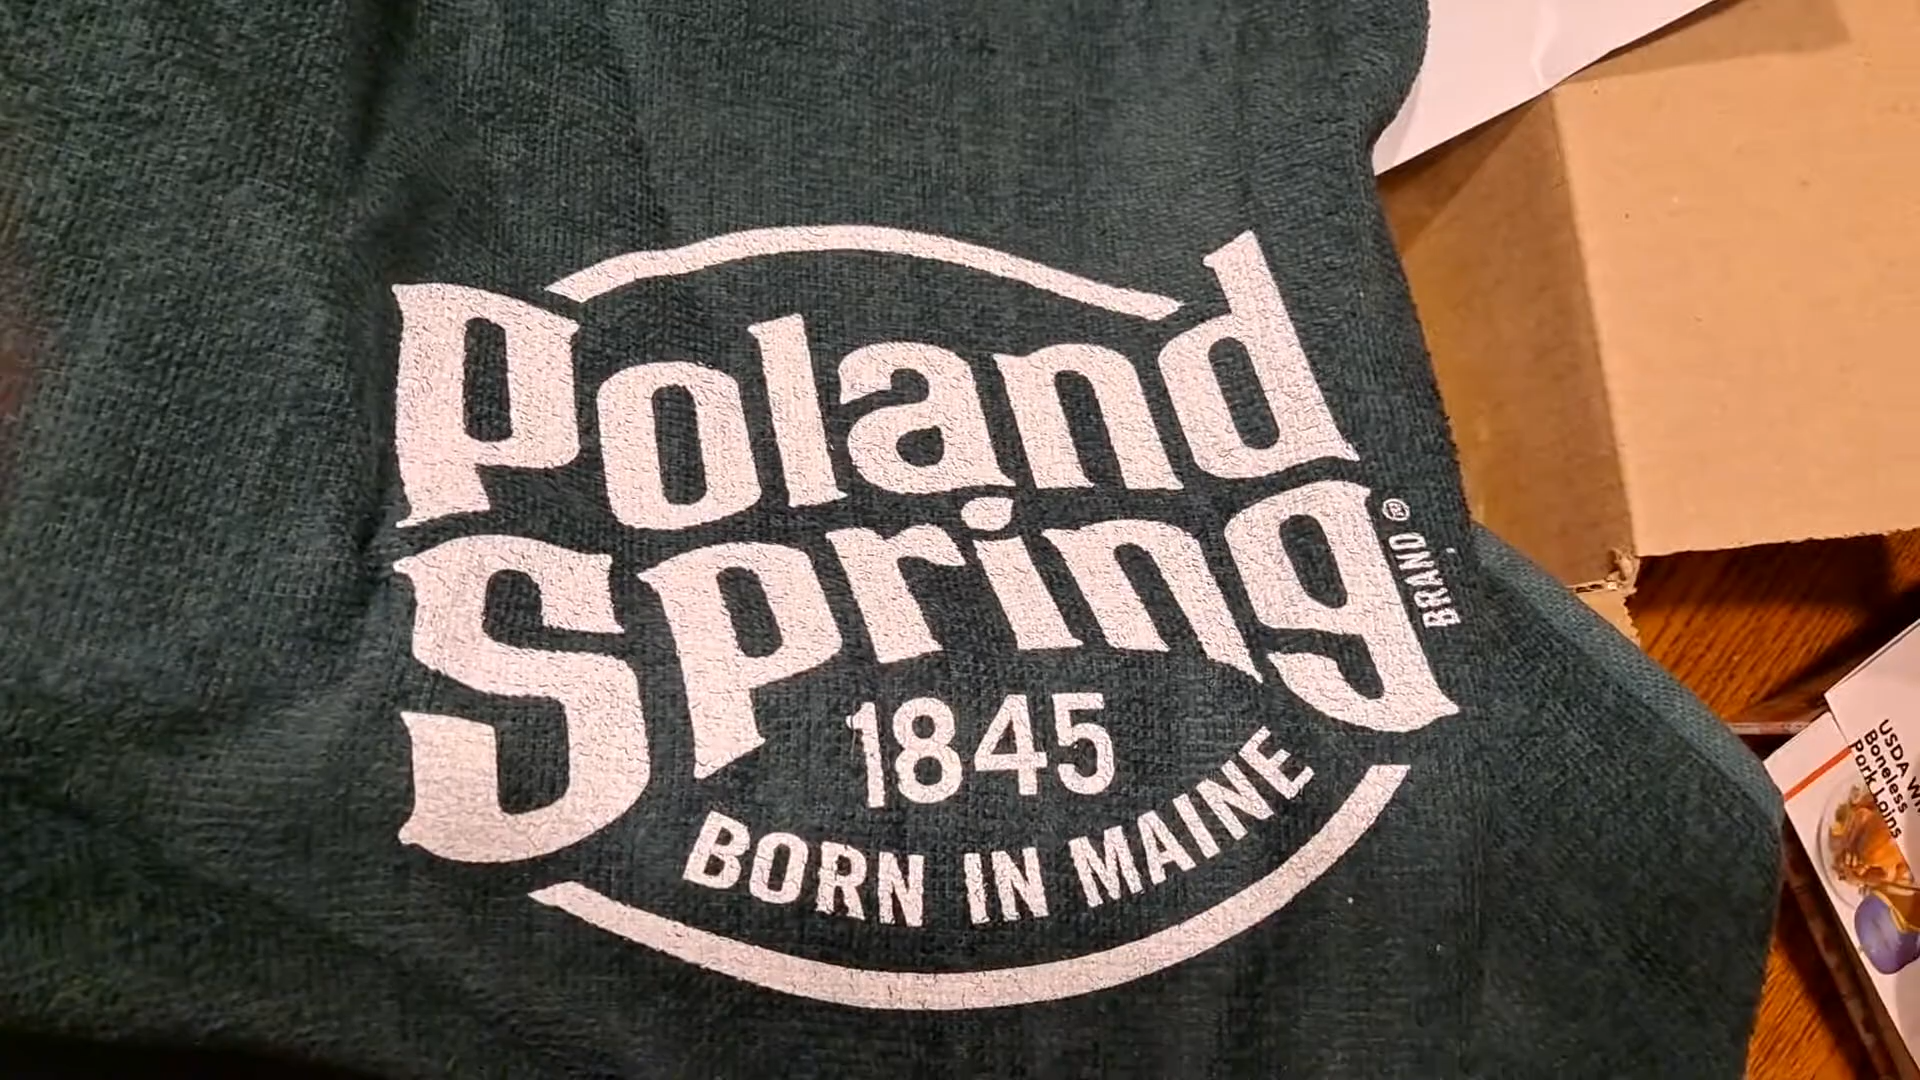 Poland
Spring
BRAND ®
1845
BORN IN MAINE
USDA
Boneless
Pork Loins